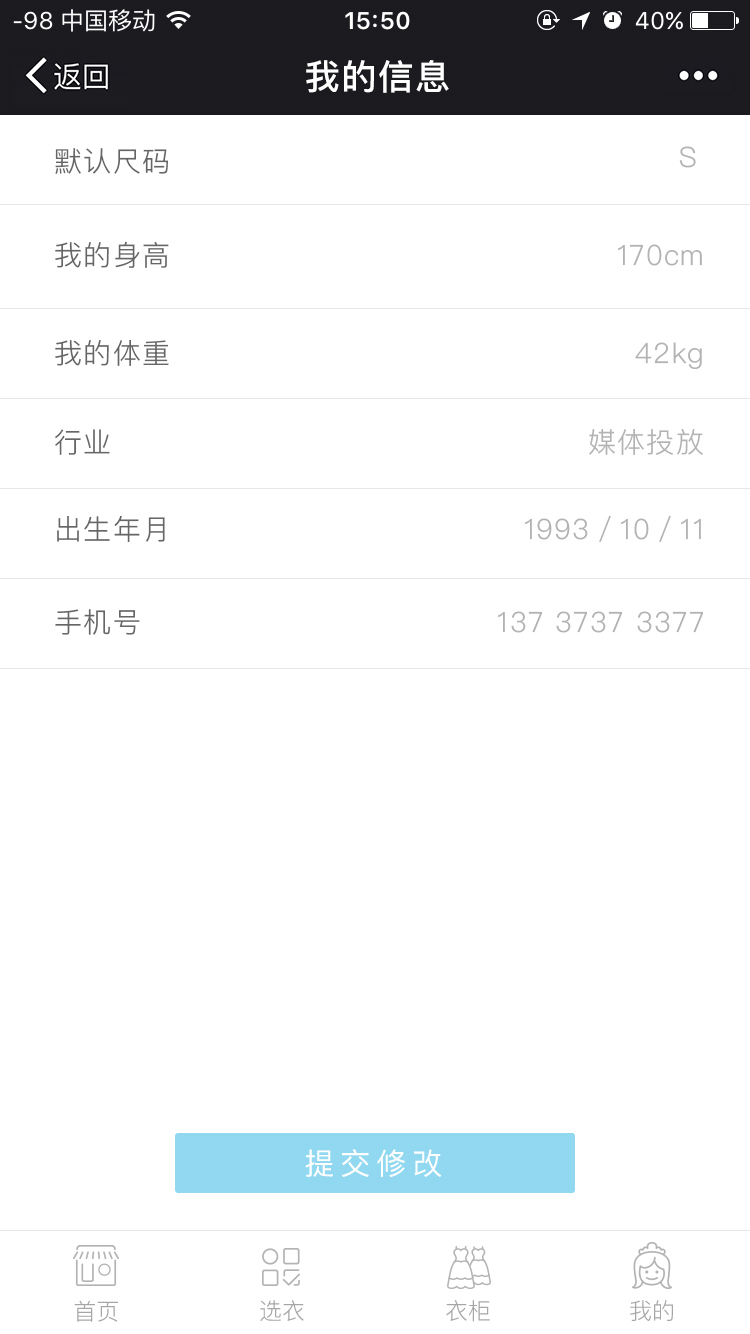 -98 中国移动 15:50 40%
返回 我的信息
默认尺码 S
我的身高 170cm
我的体重 42kg
行业 媒体投放
出生年月 1993 / 10 / 11
手机号 137 3737 3377
提交修改
首页 选衣 衣柜 我的